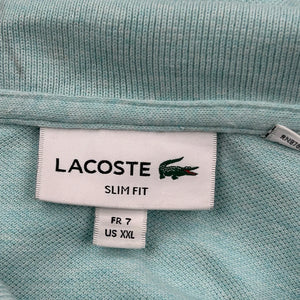 LACOSTE
SLIM FIT
FR 7
US XXL